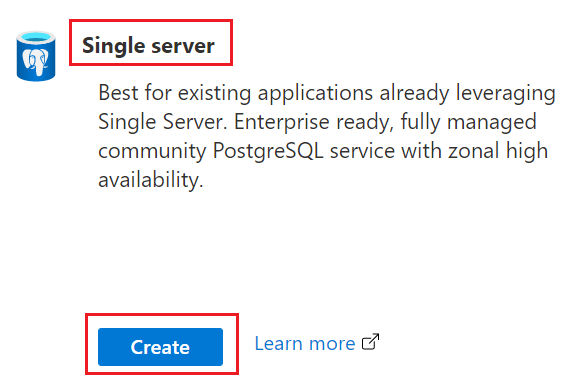 Single server
Best for existing applications already leveraging
Single Server. Enterprise ready, fully managed
community PostgreSQL service with zonal high
availability.
Create
Learn more